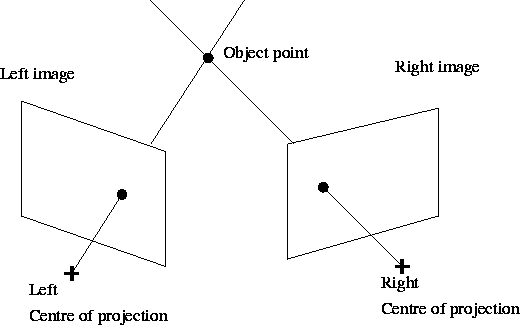 Object point
Left image
Right image
Left
Centre of projection
Right
Centre of projection